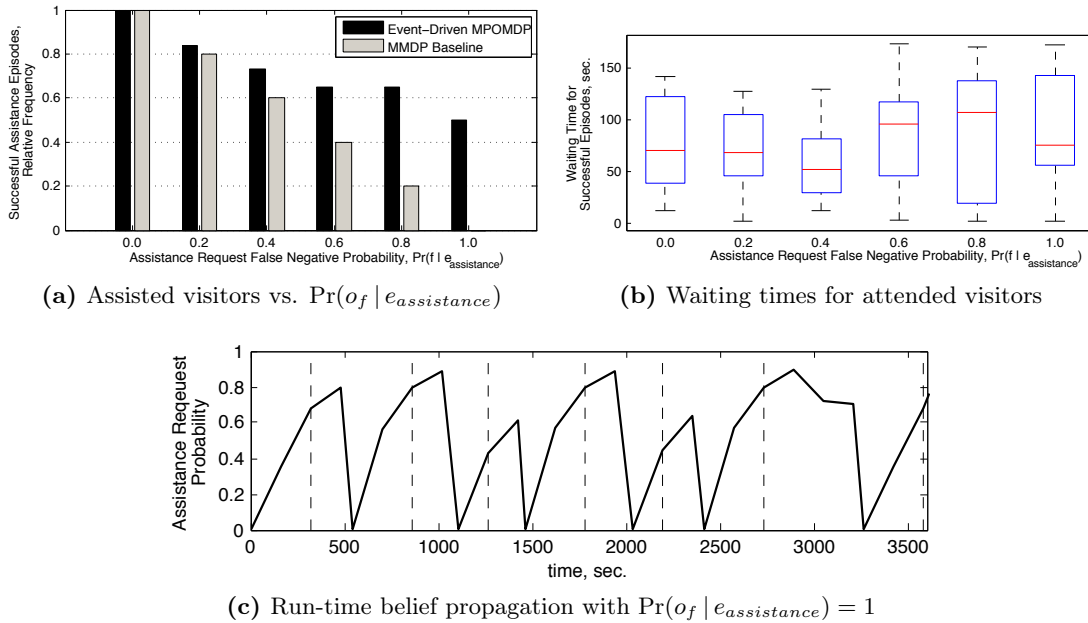 Successful Assistance Episodes,
Relative Frequency
1
0.8
0.6
0.4
0.2
0
Event-Driven MPOMDP
MMDP Baseline
0.0 0.2 0.4 0.6 0.8 1.0
Assistance Request False Negative Probability, Pr(f | e_assistance)
(a) Assisted visitors vs. Pr(o_f | e_assistance)
Waiting Time for
Successful Episodes, sec.
150
100
50
0
0.0 0.2 0.4 0.6 0.8 1.0
Assistance Request False Negative Probability, Pr(f | e_assistance)
(b) Waiting times for attended visitors
Assistance Reqeuest
Probability
1
0.8
0.6
0.4
0.2
0
0 500 1000 1500 2000 2500 3000 3500
time, sec.
(c) Run-time belief propagation with Pr(o_f | e_assistance) = 1